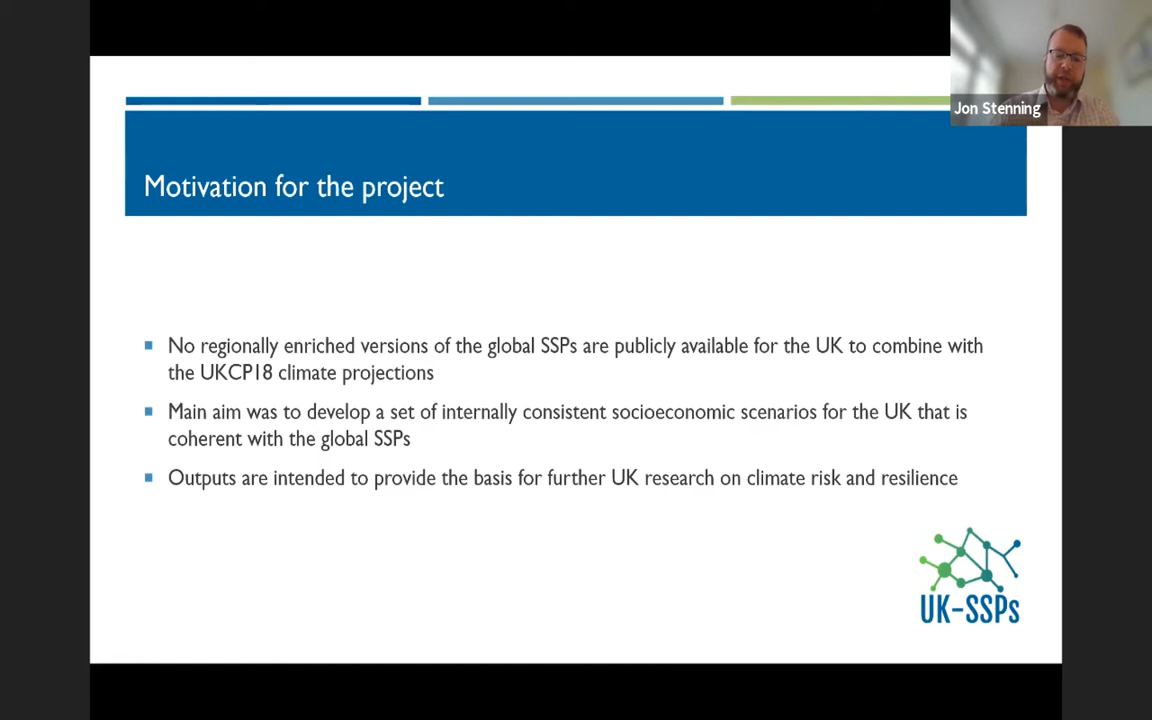 Jon Stenning
Motivation for the project
No regionally enriched versions of the global SSPs are publicly available for the UK to combine with
the UKCP18 climate projections
Main aim was to develop a set of internally consistent socioeconomic scenarios for the UK that is
coherent with the global SSPs
Outputs are intended to provide the basis for further UK research on climate risk and resilience
UK-SSPs